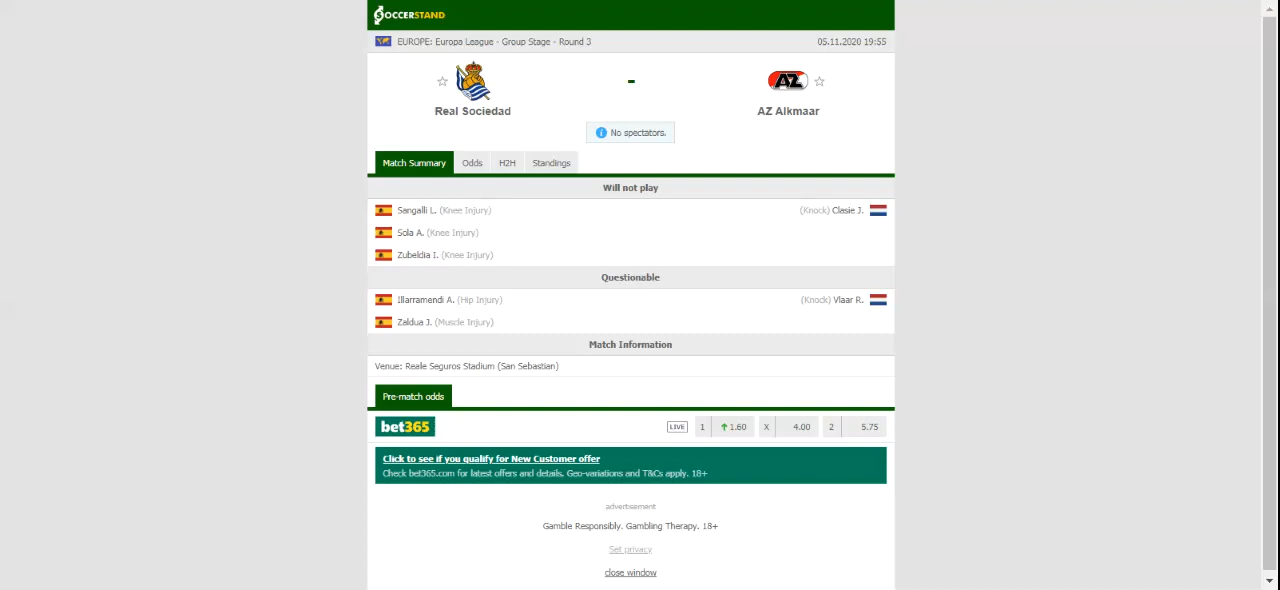 SOCCERSTAND
EUROPE: Europa League - Group Stage - Round 3 05.11.2020 19:55
AZ
Real Sociedad - AZ Alkmaar
No spectators.
Match Summary Odds H2H Standings
Will not play
Sangalli L. (Knee Injury) (Knock) Clasie J.
Sola A. (Knee Injury)
Zubeldia I. (Knee Injury)
Questionable
Illarramendi A. (Hip Injury) (Knock) Vlaar R.
Zaldua J. (Muscle Injury)
Match Information
Venue: Reale Seguros Stadium (San Sebastian)
Pre-match odds
bet365 LIVE 1 1.60 X 4.00 2 5.75
Click to see if you qualify for New Customer offer
Check bet365.com for latest offers and details. Geo-variations and T&Cs apply. 18+
advertisement
Gamble Responsibly. Gambling Therapy. 18+
Set privacy
close window